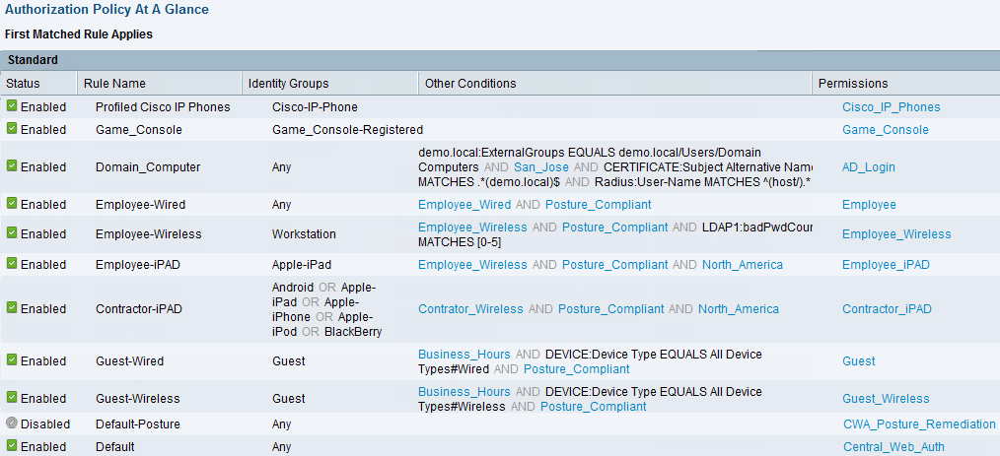 Authorization Policy At A Glance
First Matched Rule Applies
Standard
Status Rule Name Identity Groups Other Conditions Permissions
Enabled Profiled Cisco IP Phones Cisco-IP-Phone Cisco_IP_Phones
Enabled Game_Console Game_Console-Registered Game_Console
demo.local:ExternalGroups EQUALS demo.local/Users/Domain
Enabled Domain_Computer Any Computers AND San_Jose AND CERTIFICATE:Subject Alternative Name AD_Login
MATCHES .*(demo.local)$ AND Radius:User-Name MATCHES ^(host/).*
Enabled Employee-Wired Any Employee_Wired AND Posture_Compliant Employee
Enabled Employee-Wireless Workstation Employee_Wireless AND Posture_Compliant AND LDAP1:badPwdCour Employee_Wireless
MATCHES [0-5]
Enabled Employee-iPAD Apple-iPad Employee_Wireless AND Posture_Compliant AND North_America Employee_iPAD
Android OR Apple-
iPad OR Apple-
Enabled Contractor-iPAD iPhone OR Apple- Contrator_Wireless AND Posture_Compliant AND North_America Contractor_iPAD
iPod OR BlackBerry
Enabled Guest-Wired Guest Business_Hours AND DEVICE:Device Type EQUALS All Device Guest
Types#Wired AND Posture_Compliant
Enabled Guest-Wireless Guest Business_Hours AND DEVICE:Device Type EQUALS All Device Guest_Wireless
Types#Wireless AND Posture_Compliant
Disabled Default-Posture Any CWA_Posture_Remediation
Enabled Default Any Central_Web_Auth